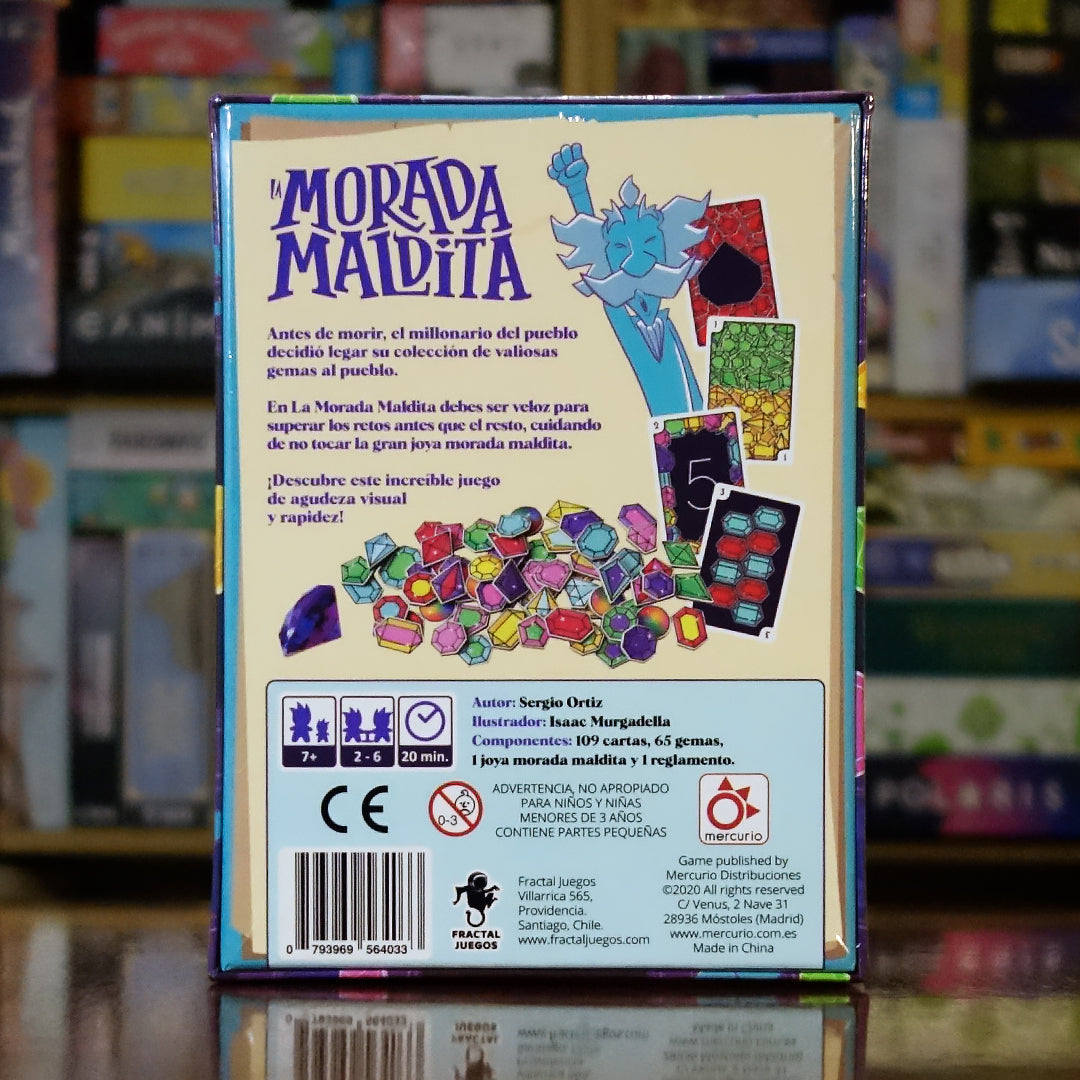 LA
MORADA
MALDITA
Antes de morir, el millonario del pueblo
decidió legar su colección de valiosas
gemas al pueblo.
En La Morada Maldita debes ser veloz para
superar los retos antes que el resto, cuidando
de no tocar la gran joya morada maldita.
¡Descubre este increíble juego
de agudeza visual
y rapidez!
1
1
2
5
3
3
7+
2 - 6
20 min.
Autor: Sergio Ortiz
Ilustrador: Isaac Murgadella
Componentes: 109 cartas, 65 gemas,
1 joya morada maldita y 1 reglamento.
CE
0-3
ADVERTENCIA, NO APROPIADO
PARA NIÑOS Y NIÑAS
MENORES DE 3 AÑOS
CONTIENE PARTES PEQUEÑAS
mercurio
0 793969 564033
FRACTAL
JUEGOS
Fractal Juegos
Villarrica 565,
Providencia.
Santiago, Chile.
www.fractaljuegos.com
Game published by
Mercurio Distribuciones
©2020 All rights reserved
C/ Venus, 2 Nave 31
28936 Móstoles (Madrid)
www.mercurio.com.es
Made in China
POLARIS